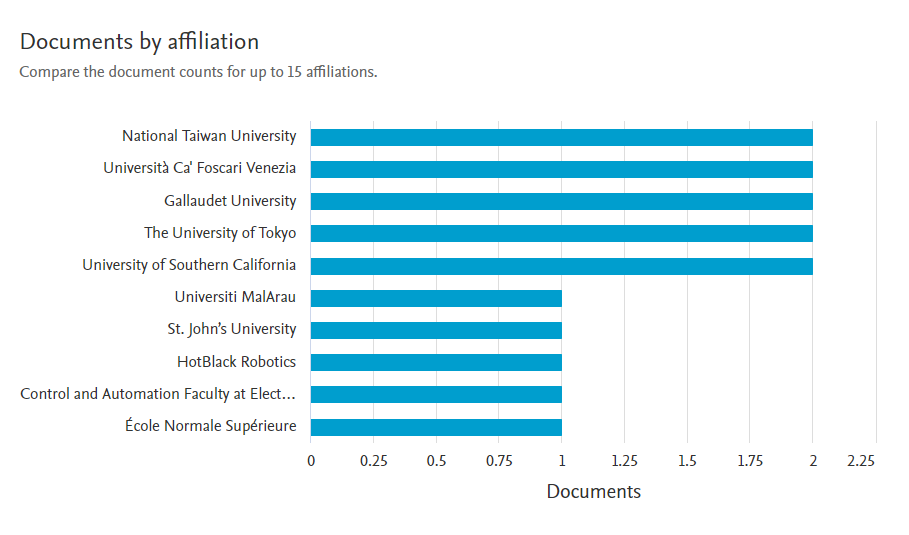 Documents by affiliation
Compare the document counts for up to 15 affiliations.
National Taiwan University
Università Ca' Foscari Venezia
Gallaudet University
The University of Tokyo
University of Southern California
Universiti MalArau
St. John’s University
HotBlack Robotics
Control and Automation Faculty at Elect...
École Normale Supérieure
0 0.25 0.5 0.75 1 1.25 1.5 1.75 2 2.25
Documents